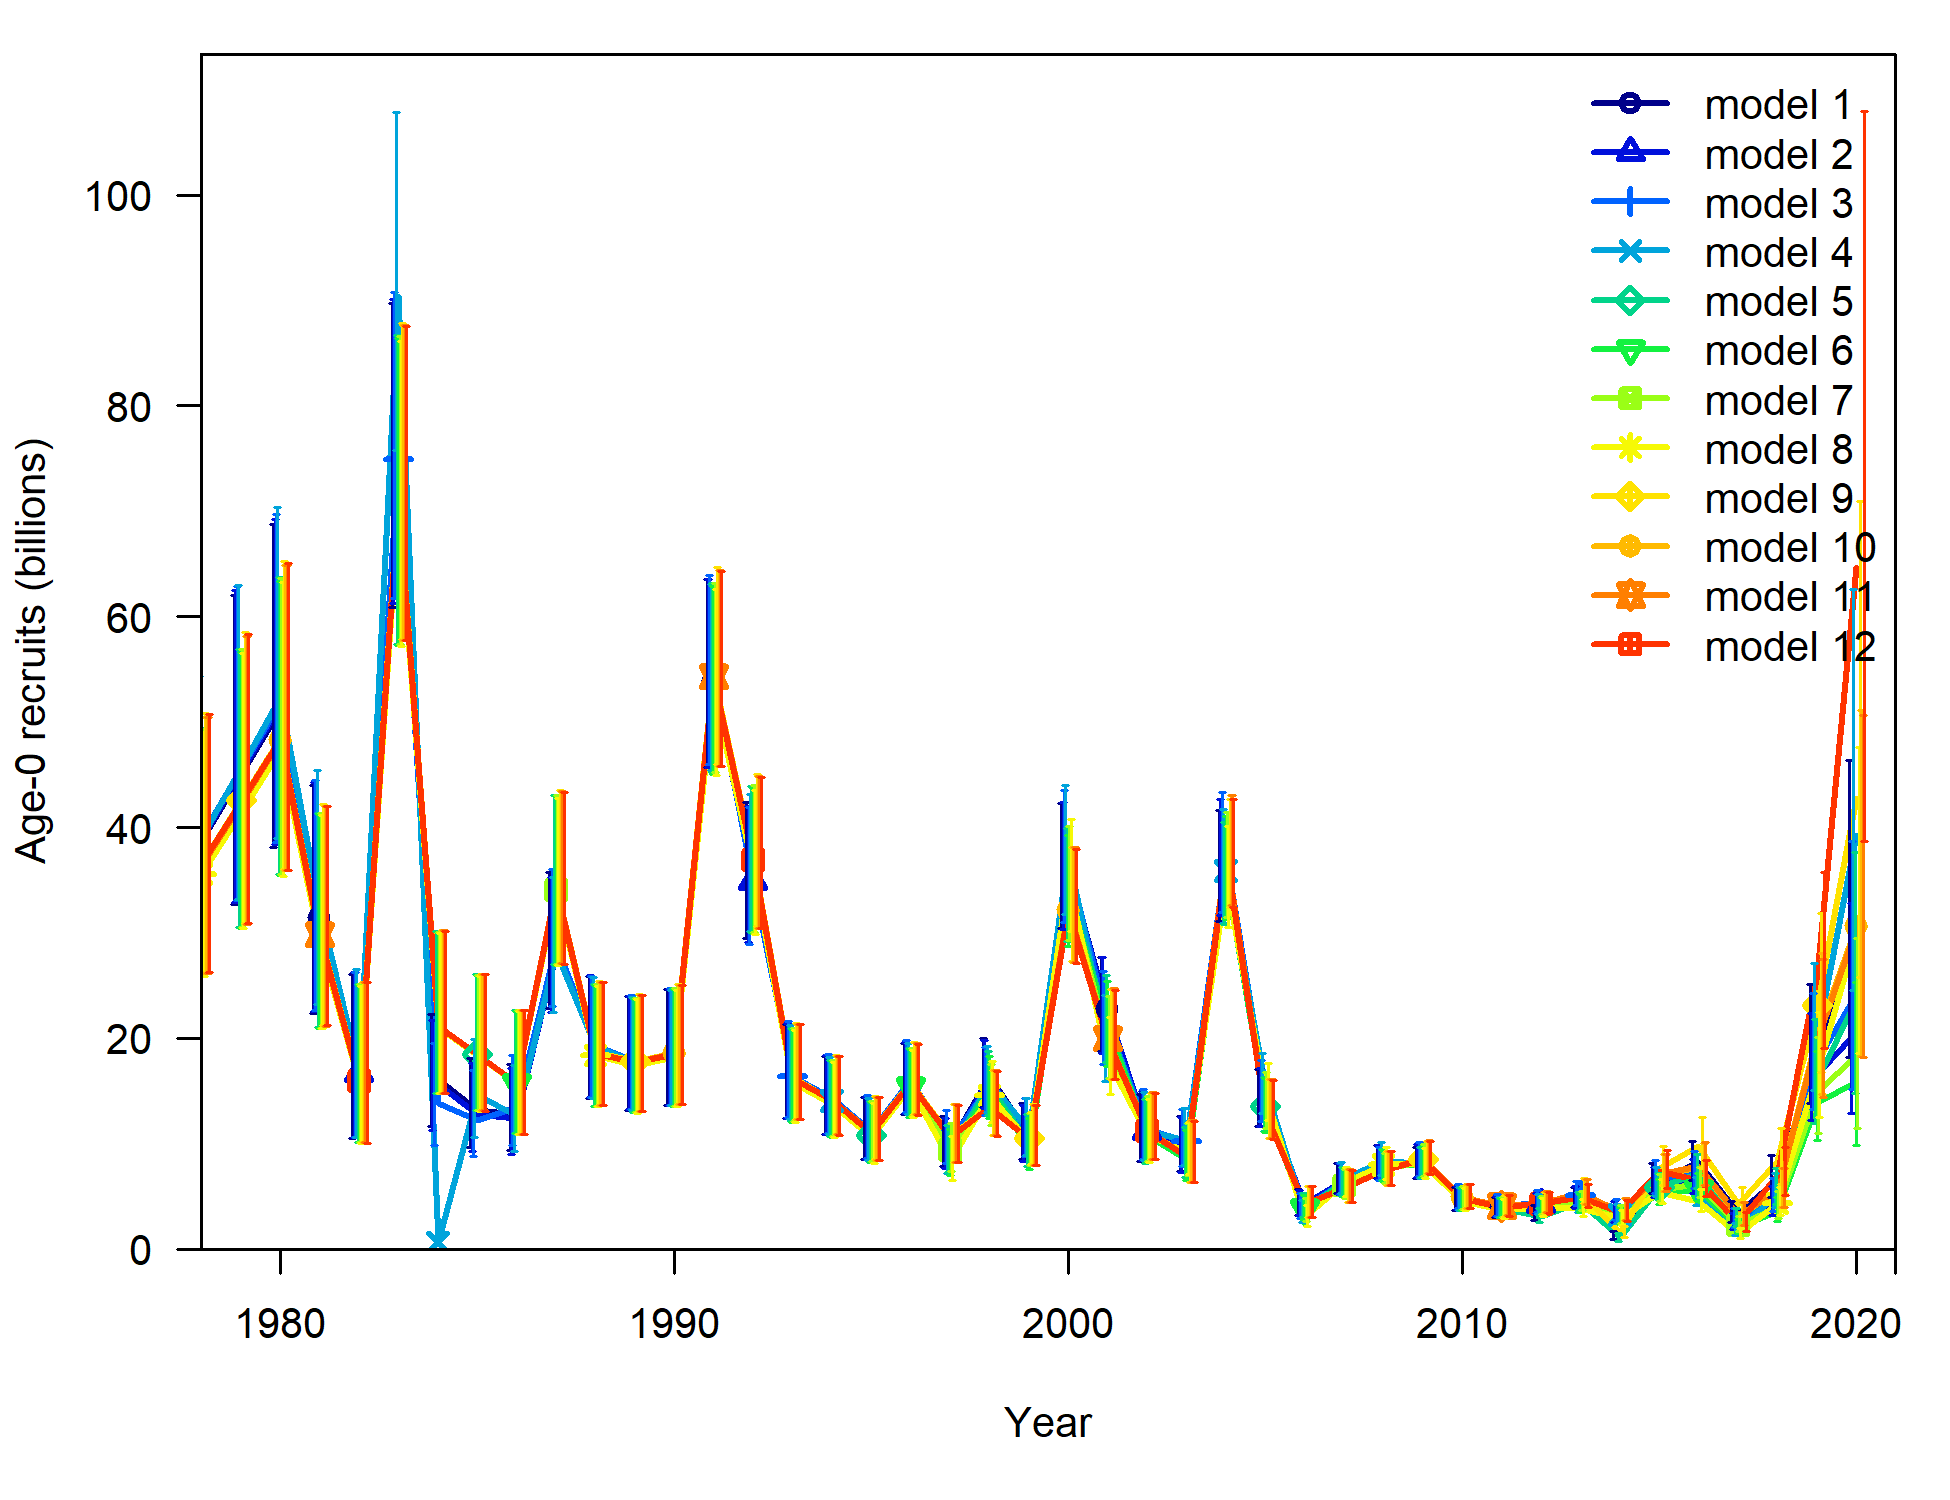 model 1
model 2
model 3
model 4
model 5
model 6
model 7
model 8
model 9
model 10
model 11
model 12
100
80
60
40
20
0
Age-0 recruits (billions)
1980 1990 2000 2010 2020
Year